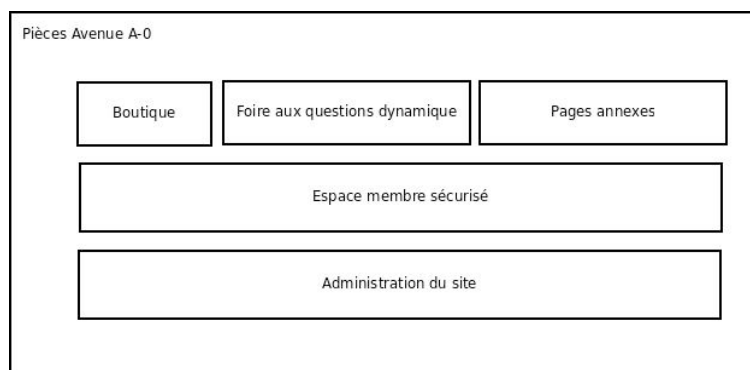 Pièces Avenue A-0
Boutique
Foire aux questions dynamique
Pages annexes
Espace membre sécurisé
Administration du site